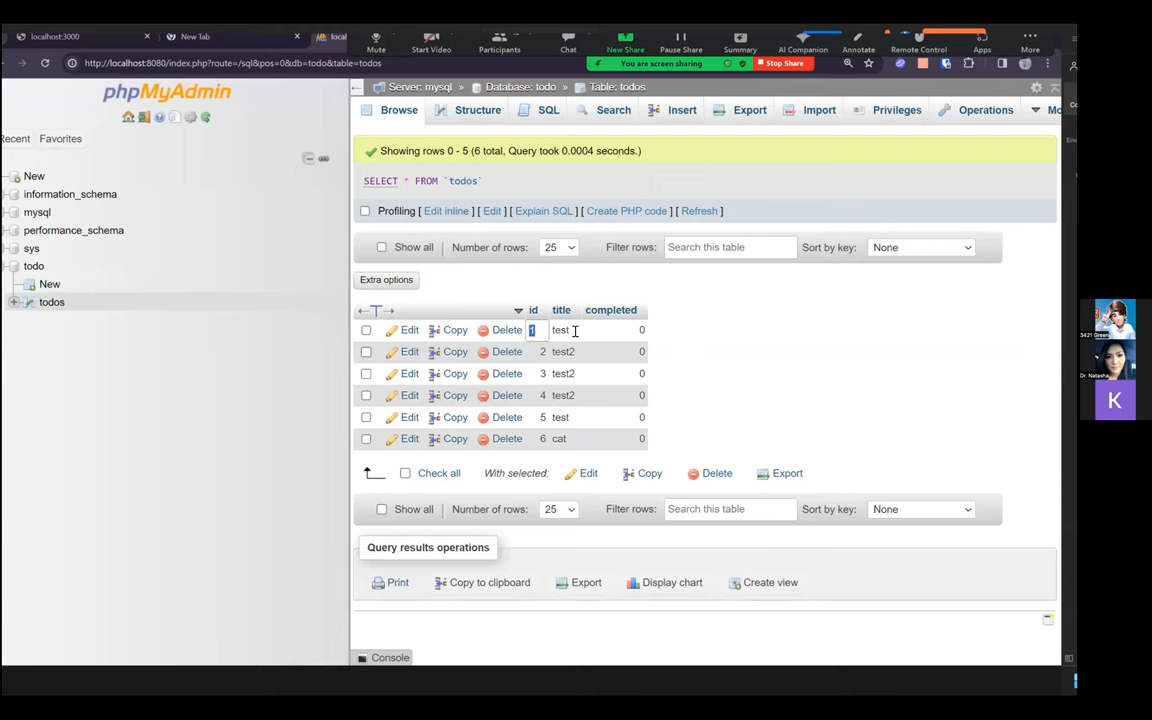 localhost:3000
New Tab
local
Mute
Start Video
Participants
Chat
New Share
Pause Share
Summary
AI Companion
Annotate
Remote Control
Apps
More
http://localhost:8080/index.php?route=/sql&pos=0&db=todo&table=todos
You are screen sharing
Stop Share
phpMyAdmin
Recent Favorites
New
information_schema
mysql
performance_schema
sys
todo
New
todos
Server: mysql » Database: todo » Table: todos
Browse Structure SQL Search Insert Export Import Privileges Operations Mo
Showing rows 0 - 5 (6 total, Query took 0.0004 seconds.)
SELECT * FROM `todos`
Profiling [ Edit inline ] [ Edit ] [ Explain SQL ] [ Create PHP code ] [ Refresh ]
Show all Number of rows: 25 Filter rows: Search this table Sort by key: None
Extra options
id title completed
Edit Copy Delete 1 test 0
Edit Copy Delete 2 test2 0
Edit Copy Delete 3 test2 0
Edit Copy Delete 4 test2 0
Edit Copy Delete 5 test 0
Edit Copy Delete 6 cat 0
Check all With selected: Edit Copy Delete Export
Show all Number of rows: 25 Filter rows: Search this table Sort by key: None
Query results operations
Print Copy to clipboard Export Display chart Create view
Console
3421 Green
Dr. Natasha
K